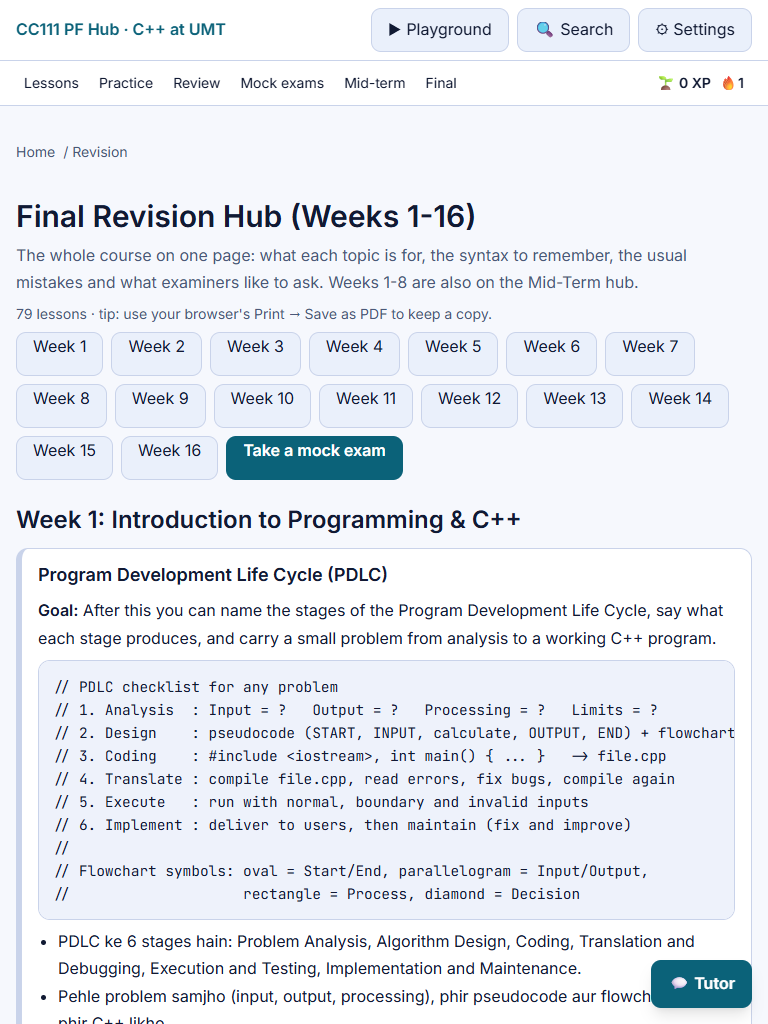 CC111 PF Hub · C++ at UMT
▶ Playground
🔍 Search
⚙ Settings
Lessons
Practice
Review
Mock exams
Mid-term
Final
🌱 0 XP 🔥1
Home / Revision
Final Revision Hub (Weeks 1-16)
The whole course on one page: what each topic is for, the syntax to remember, the usual
mistakes and what examiners like to ask. Weeks 1-8 are also on the Mid-Term hub.
79 lessons · tip: use your browser's Print → Save as PDF to keep a copy.
Week 1
Week 2
Week 3
Week 4
Week 5
Week 6
Week 7
Week 8
Week 9
Week 10
Week 11
Week 12
Week 13
Week 14
Week 15
Week 16
Take a mock exam
Week 1: Introduction to Programming & C++
Program Development Life Cycle (PDLC)
Goal: After this you can name the stages of the Program Development Life Cycle, say what
each stage produces, and carry a small problem from analysis to a working C++ program.
// PDLC checklist for any problem
// 1. Analysis  : Input = ?   Output = ?   Processing = ?   Limits = ?
// 2. Design    : pseudocode (START, INPUT, calculate, OUTPUT, END) + flowchart
// 3. Coding    : #include <iostream>, int main() { ... }   -> file.cpp
// 4. Translate : compile file.cpp, read errors, fix bugs, compile again
// 5. Execute   : run with normal, boundary and invalid inputs
// 6. Implement : deliver to users, then maintain (fix and improve)
//
// Flowchart symbols: oval = Start/End, parallelogram = Input/Output,
//                    rectangle = Process, diamond = Decision
• PDLC ke 6 stages hain: Problem Analysis, Algorithm Design, Coding, Translation and
Debugging, Execution and Testing, Implementation and Maintenance.
• Pehle problem samjho (input, output, processing), phir pseudocode aur flowch
phir C++ likho
💬 Tutor